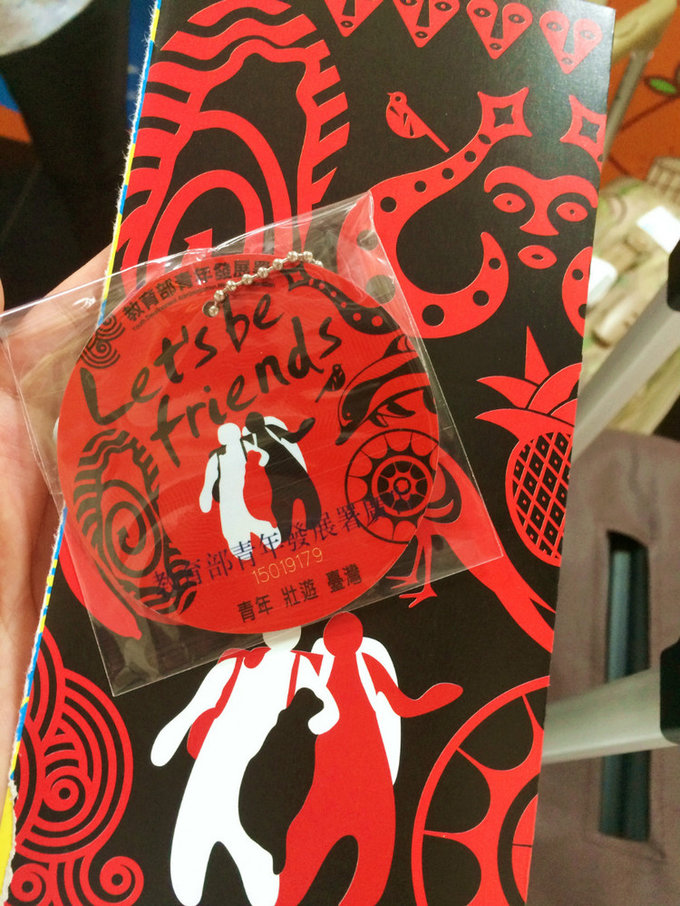 教育部青年發展署
Let's be
friends
教育部青年發展署
15019179
青年 壯遊 臺灣